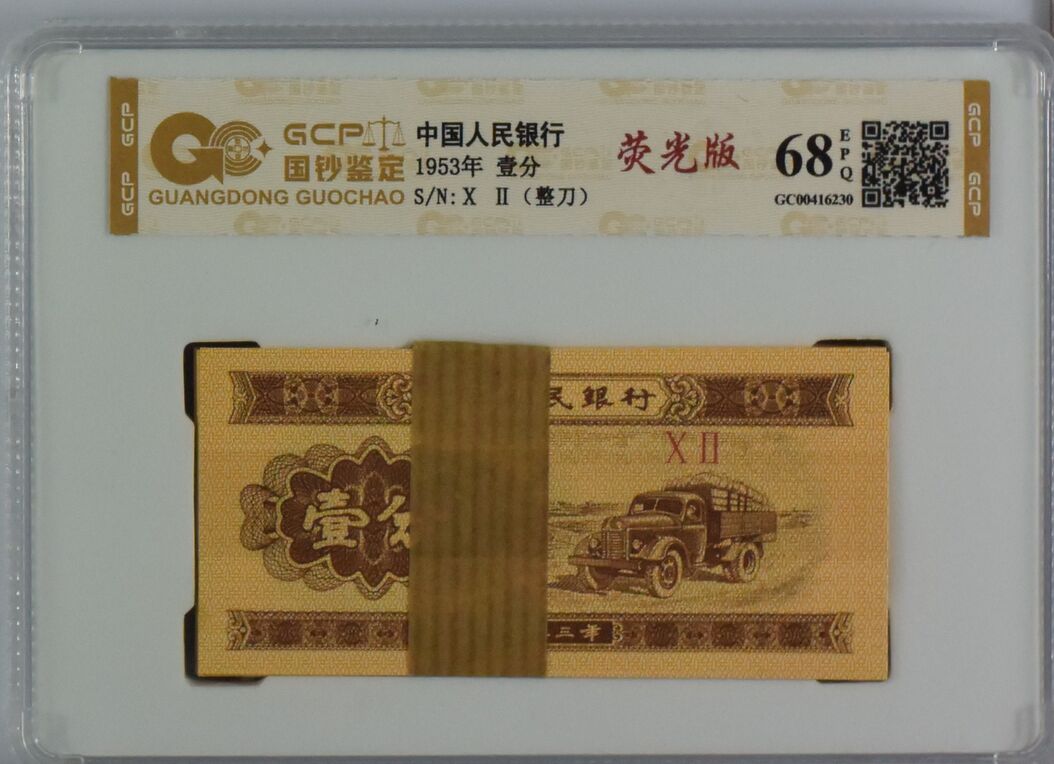 GCP
GCP
GCP
国钞鉴定
GUANGDONG GUOCHAO
中国人民银行
1953年 壹分
S/N: X II（整刀）
荧光版
68
EPQ
GC00416230
GCP
GCP
民銀行
X II
壹分
三年